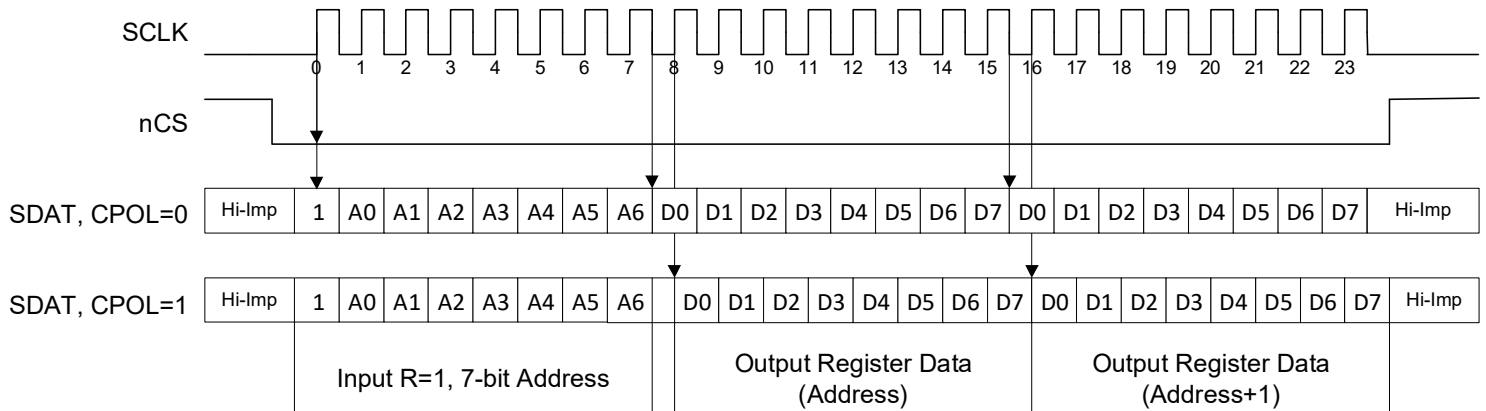 SCLK
0 1 2 3 4 5 6 7 8 9 10 11 12 13 14 15 16 17 18 19 20 21 22 23
nCS
SDAT, CPOL=0 Hi-Imp 1 A0 A1 A2 A3 A4 A5 A6 D0 D1 D2 D3 D4 D5 D6 D7 D0 D1 D2 D3 D4 D5 D6 D7 Hi-Imp
SDAT, CPOL=1 Hi-Imp 1 A0 A1 A2 A3 A4 A5 A6 D0 D1 D2 D3 D4 D5 D6 D7 D0 D1 D2 D3 D4 D5 D6 D7 Hi-Imp
Input R=1, 7-bit Address
Output Register Data
(Address)
Output Register Data
(Address+1)